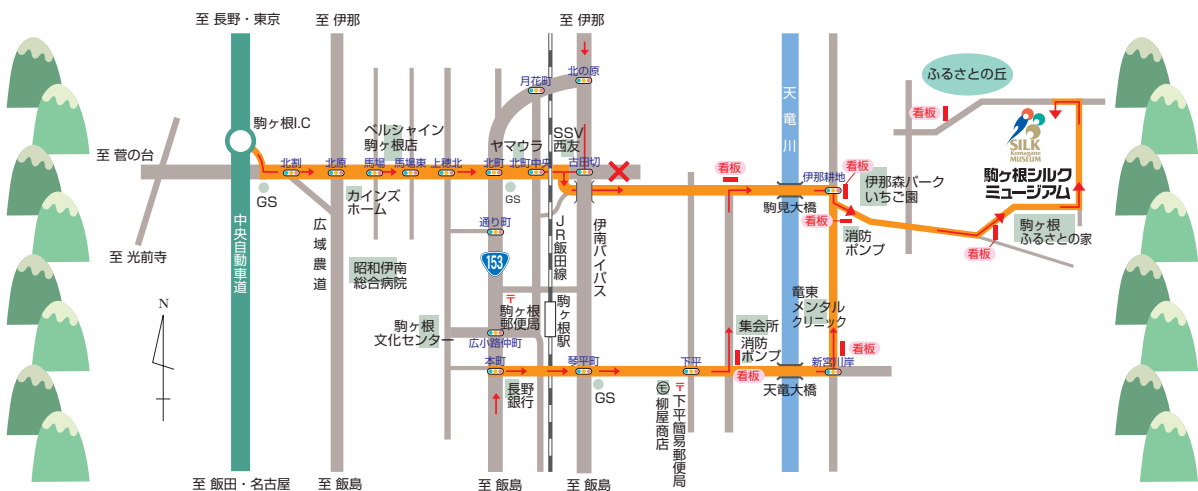 至 長野・東京
至 伊那
至 伊那
北の原
月花町
ふるさとの丘
看板
天竜川
駒ヶ根I.C
ベルシャイン
駒ヶ根店
ヤマウラ
SSV
西友
SILK
Komagane
MUSEUM
至 菅の台
北割
北原
馬場
馬場東
上穂北
北町
北町中央
古田切
看板
看板
伊那耕地
伊那森パーク
いちご園
駒ヶ根シルク
ミュージアム
GS
カインズ
ホーム
GS
駒見大橋
看板
消防
ポンプ
駒ヶ根
ふるさとの家
看板
中央自動車道
広域農道
通り町
JR飯田線
伊南バイパス
至 光前寺
153
昭和伊南
総合病院
N
〒
駒ヶ根
郵便局
駒ヶ根駅
竜東
メンタル
クリニック
駒ヶ根
文化センター
広小路仲町
集会所
消防
ポンプ
看板
本町
琴平町
下平
看板
新宮川岸
長野
銀行
GS
モ
柳屋商店
〒
下平簡易郵便局
天竜大橋
至 飯田・名古屋
至 飯島
至 飯島
至 飯島